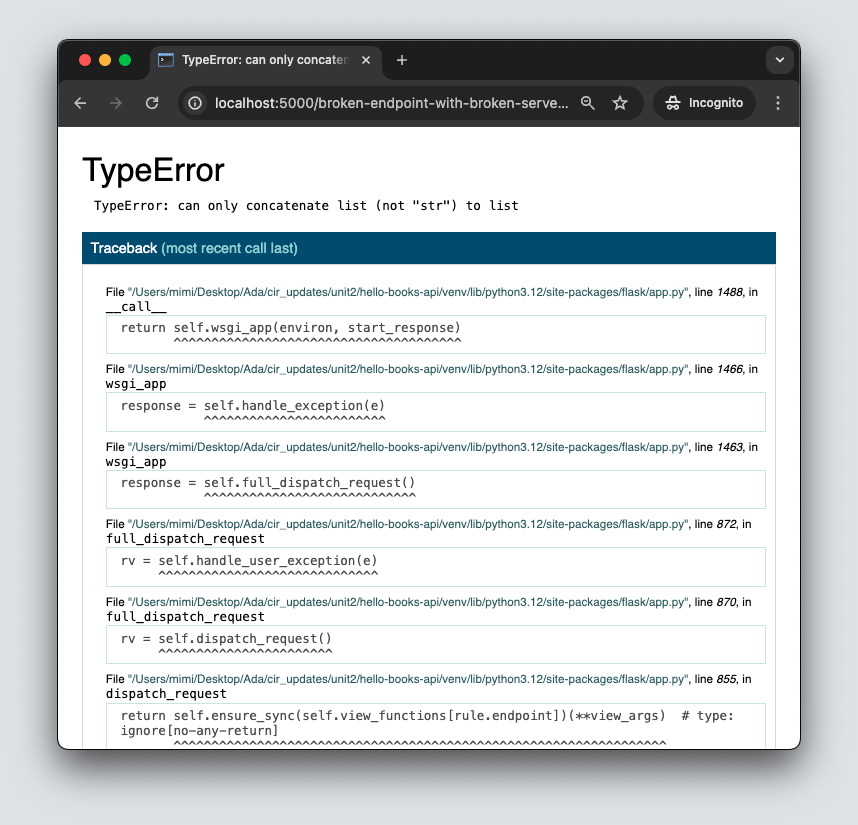 TypeError: can only concaten
localhost:5000/broken-endpoint-with-broken-serve...
Incognito
TypeError
TypeError: can only concatenate list (not "str") to list
Traceback (most recent call last)
File "/Users/mimi/Desktop/Ada/cir_updates/unit2/hello-books-api/venv/lib/python3.12/site-packages/flask/app.py", line 1488, in
__call__
return self.wsgi_app(environ, start_response)
^^^^^^^^^^^^^^^^^^^^^^^^^^^^^^^^^^^^^^
File "/Users/mimi/Desktop/Ada/cir_updates/unit2/hello-books-api/venv/lib/python3.12/site-packages/flask/app.py", line 1466, in
wsgi_app
response = self.handle_exception(e)
^^^^^^^^^^^^^^^^^^^^^^^^
File "/Users/mimi/Desktop/Ada/cir_updates/unit2/hello-books-api/venv/lib/python3.12/site-packages/flask/app.py", line 1463, in
wsgi_app
response = self.full_dispatch_request()
^^^^^^^^^^^^^^^^^^^^^^^^^^^^
File "/Users/mimi/Desktop/Ada/cir_updates/unit2/hello-books-api/venv/lib/python3.12/site-packages/flask/app.py", line 872, in
full_dispatch_request
rv = self.handle_user_exception(e)
^^^^^^^^^^^^^^^^^^^^^^^^^^^^^
File "/Users/mimi/Desktop/Ada/cir_updates/unit2/hello-books-api/venv/lib/python3.12/site-packages/flask/app.py", line 870, in
full_dispatch_request
rv = self.dispatch_request()
^^^^^^^^^^^^^^^^^^^^^^^
File "/Users/mimi/Desktop/Ada/cir_updates/unit2/hello-books-api/venv/lib/python3.12/site-packages/flask/app.py", line 855, in
dispatch_request
return self.ensure_sync(self.view_functions[rule.endpoint])(**view_args)  # type:
ignore[no-any-return]
^^^^^^^^^^^^^^^^^^^^^^^^^^^^^^^^^^^^^^^^^^^^^^^^^^^^^^^^^^^^^^^^^